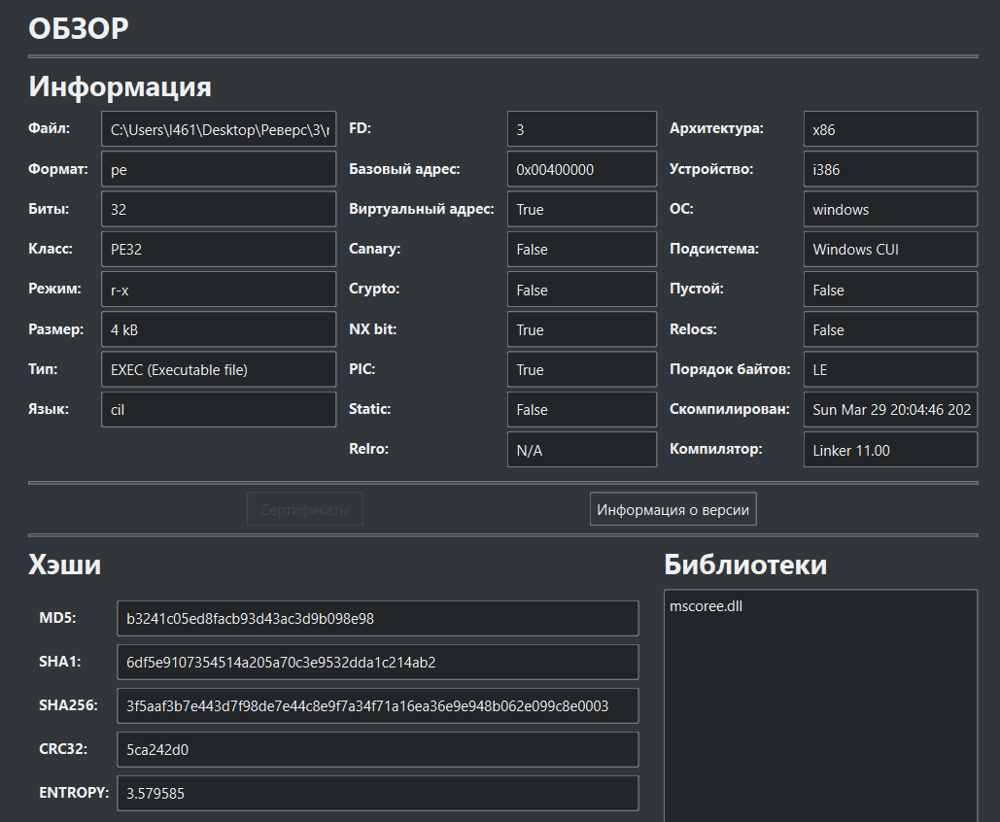 ОБЗОР
Информация
Файл: C:\Users\l461\Desktop\Реверс\3\r FD: 3 Архитектура: x86
Формат: pe Базовый адрес: 0x00400000 Устройство: i386
Биты: 32 Виртуальный адрес: True ОС: windows
Класс: PE32 Canary: False Подсистема: Windows CUI
Режим: r-x Crypto: False Пустой: False
Размер: 4 kB NX bit: True Relocs: False
Тип: EXEC (Executable file) PIC: True Порядок байтов: LE
Язык: cil Static: False Скомпилирован: Sun Mar 29 20:04:46 202
Relro: N/A Компилятор: Linker 11.00
Сертификаты Информация о версии
Хэши Библиотеки
MD5: b3241c05ed8facb93d43ac3d9b098e98 mscoree.dll
SHA1: 6df5e9107354514a205a70c3e9532dda1c214ab2
SHA256: 3f5aaf3b7e443d7f98de7e44c8e9f7a34f71a16ea36e9e948b062e099c8e0003
CRC32: 5ca242d0
ENTROPY: 3.579585